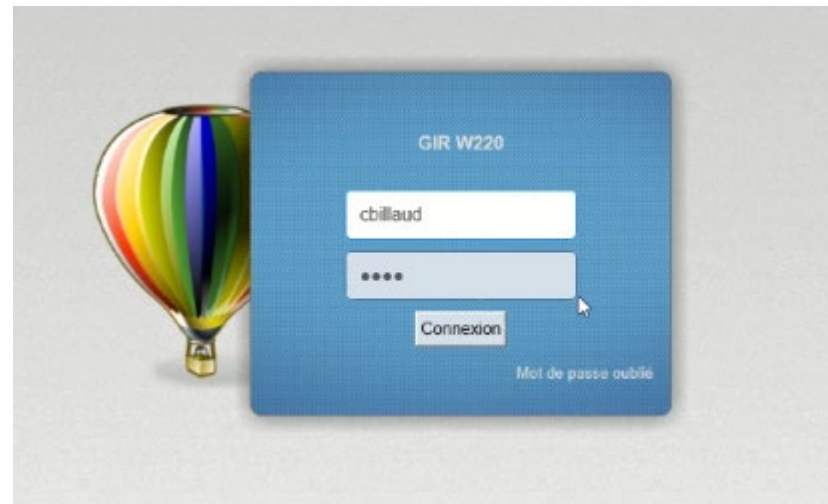 GIR W220
cbillaud
••••
Connexion
Mot de passe oublié